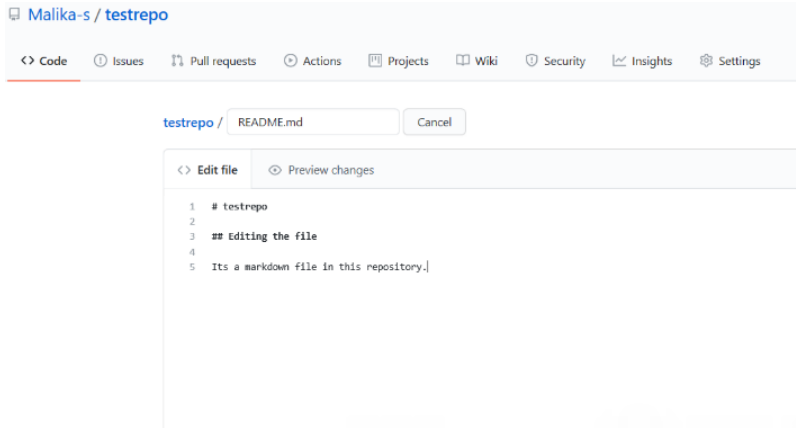 Malika-s / testrepo
<> Code Issues Pull requests Actions Projects Wiki Security Insights Settings
testrepo / README.md Cancel
<> Edit file Preview changes
1 # testrepo
2
3 ## Editing the file
4
5 Its a markdown file in this repository.